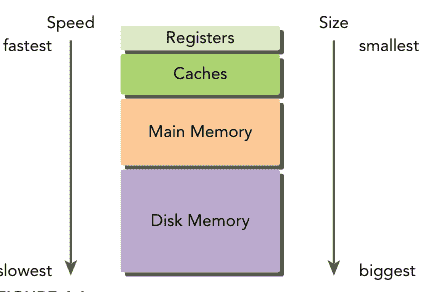 Speed
Size
fastest
Registers
smallest
Caches
Main Memory
Disk Memory
slowest
biggest